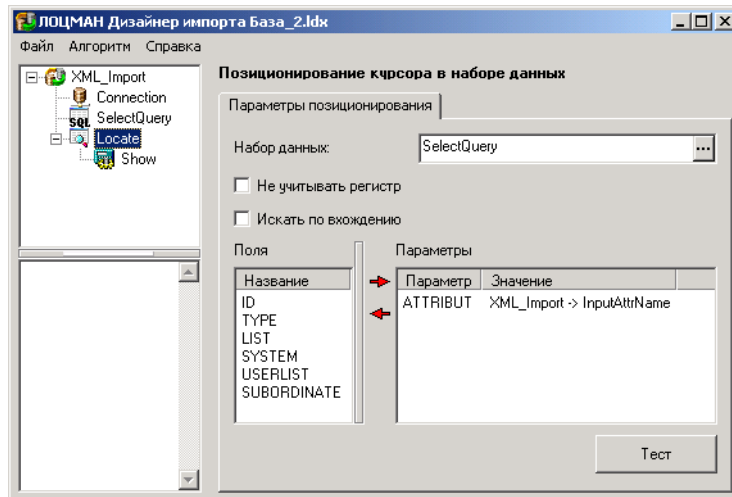 ЛОЦМАН Дизайнер импорта База_2.ldx
Файл Алгоритм Справка
XML_Import
Connection
SQL SelectQuery
Locate
Show
Позиционирование курсора в наборе данных
Параметры позиционирования
Набор данных: SelectQuery ...
Не учитывать регистр
Искать по вхождению
Поля Параметры
Название Параметр Значение
ID ATTRIBUT XML_Import -> InputAttrName
TYPE
LIST
SYSTEM
USERLIST
SUBORDINATE
Тест